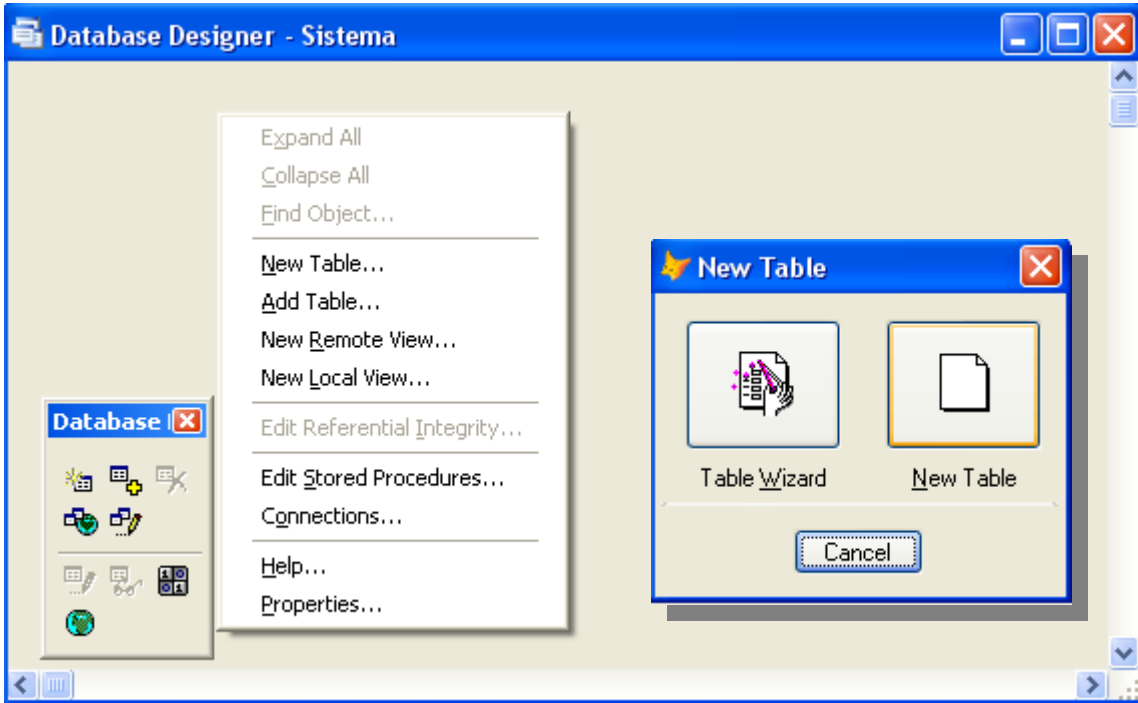 Database Designer - Sistema
Expand All
Collapse All
Find Object...
New Table...
Add Table...
New Remote View...
New Local View...
Edit Referential Integrity...
Edit Stored Procedures...
Connections...
Help...
Properties...
Database
New Table
Table Wizard
New Table
Cancel